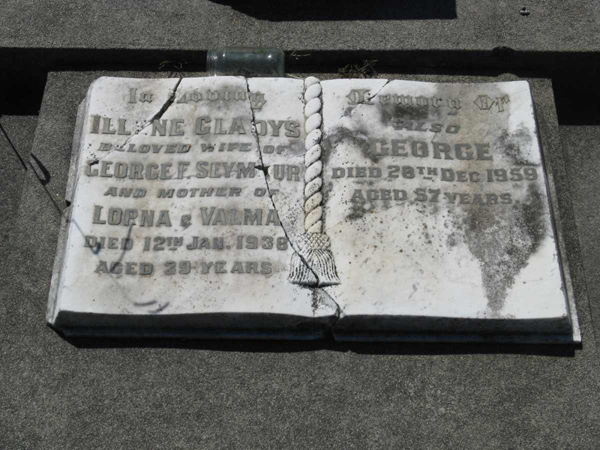 In Loving
Memory Of
ILLENE GLADYS
BELOVED WIFE OF
GEORGE F. SEYMOUR
AND MOTHER OF
LORNA & VALMA
DIED 12TH JAN. 1938
AGED 29 YEARS
ALSO
GEORGE
DIED 28TH DEC. 1959
AGED 57 YEARS.